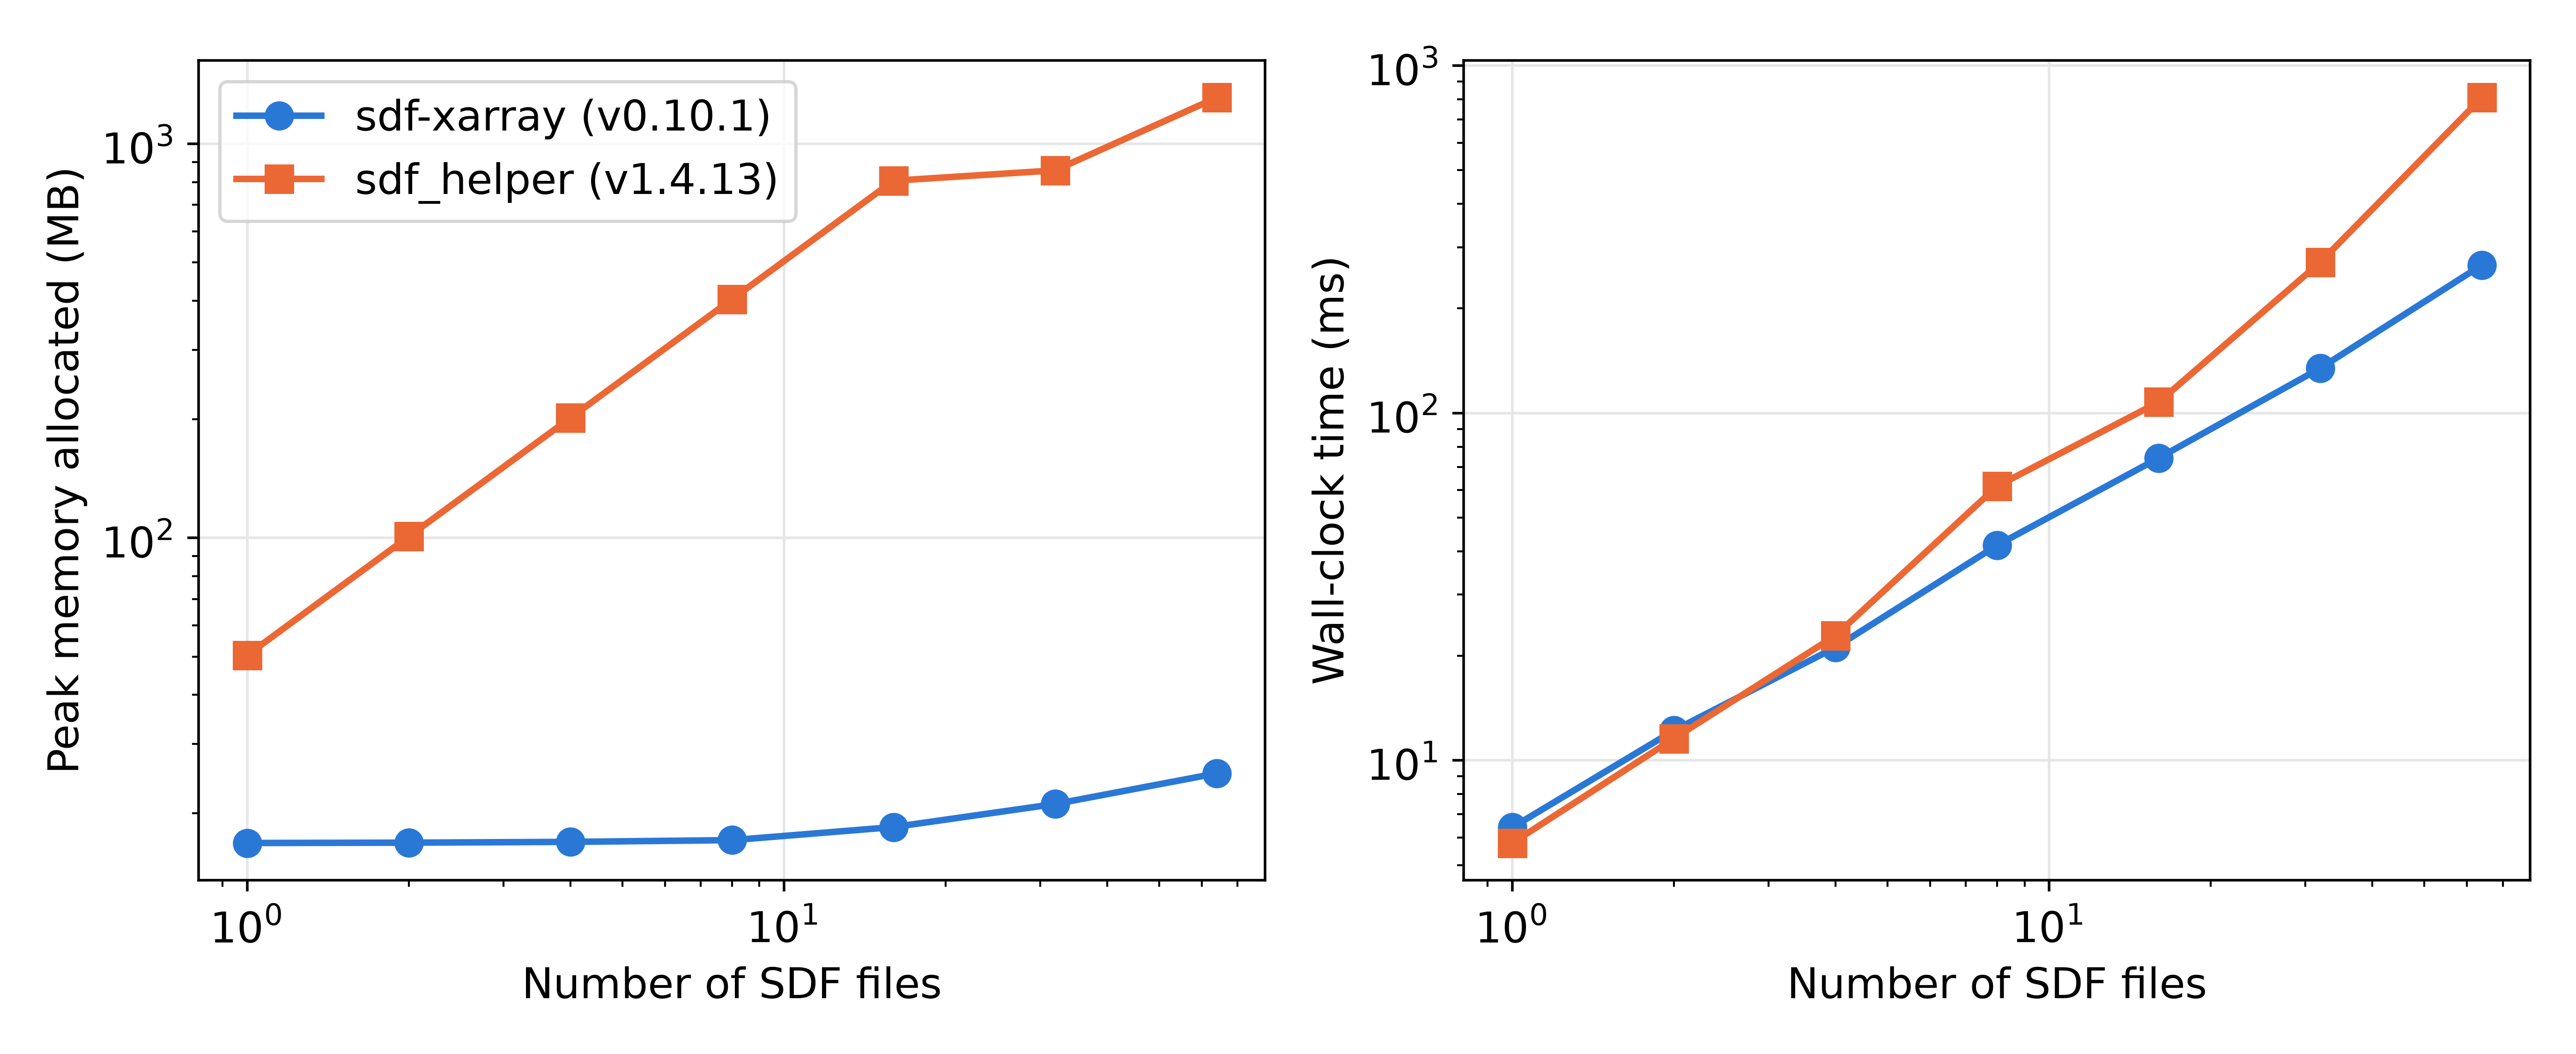 Peak memory allocated (MB)
10³
10²
sdf-xarray (v0.10.1)
sdf_helper (v1.4.13)
10⁰
10¹
Number of SDF files
Wall-clock time (ms)
10³
10²
10¹
10⁰
10¹
Number of SDF files